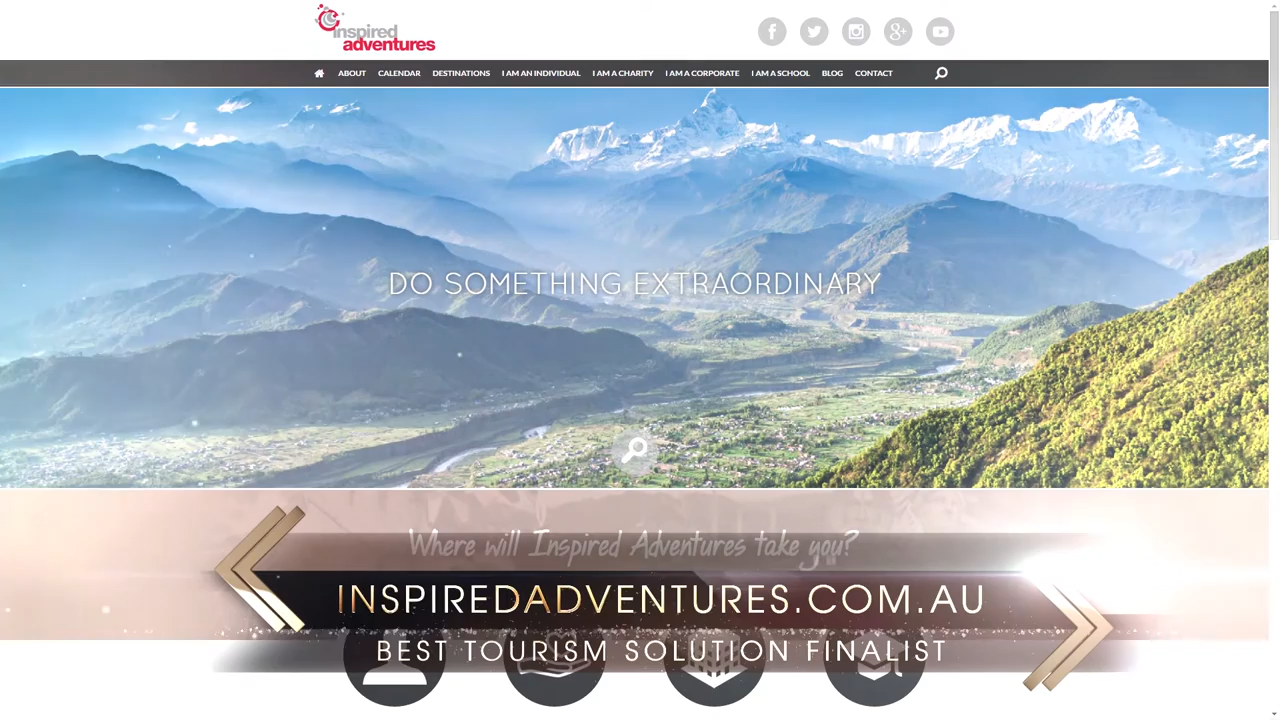 inspired
adventures
ABOUT CALENDAR DESTINATIONS I AM AN INDIVIDUAL I AM A CHARITY I AM A CORPORATE I AM A SCHOOL BLOG CONTACT
DO SOMETHING EXTRAORDINARY
Where will Inspired Adventures take you?
INSPIREDADVENTURES.COM.AU
BEST TOURISM SOLUTION FINALIST